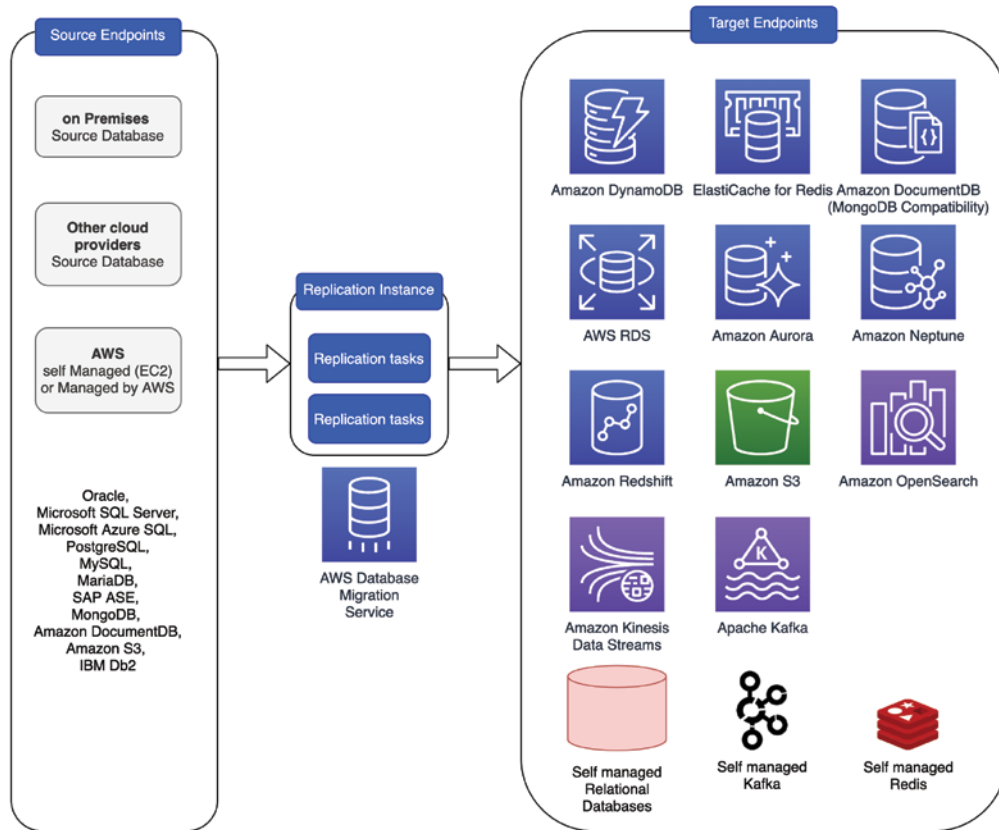 Source Endpoints
on Premises
Source Database
Other cloud
providers
Source Database
AWS
self Managed (EC2)
or Managed by AWS
Oracle,
Microsoft SQL Server,
Microsoft Azure SQL,
PostgreSQL,
MySQL,
MariaDB,
SAP ASE,
MongoDB,
Amazon DocumentDB,
Amazon S3,
IBM Db2
Replication Instance
Replication tasks
Replication tasks
AWS Database
Migration
Service
Target Endpoints
Amazon DynamoDB
ElastiCache for Redis
Amazon DocumentDB
(MongoDB Compatibility)
AWS RDS
Amazon Aurora
Amazon Neptune
Amazon Redshift
Amazon S3
Amazon OpenSearch
Amazon Kinesis
Data Streams
K
Apache Kafka
Self managed
Relational
Databases
Self managed
Kafka
Self managed
Redis